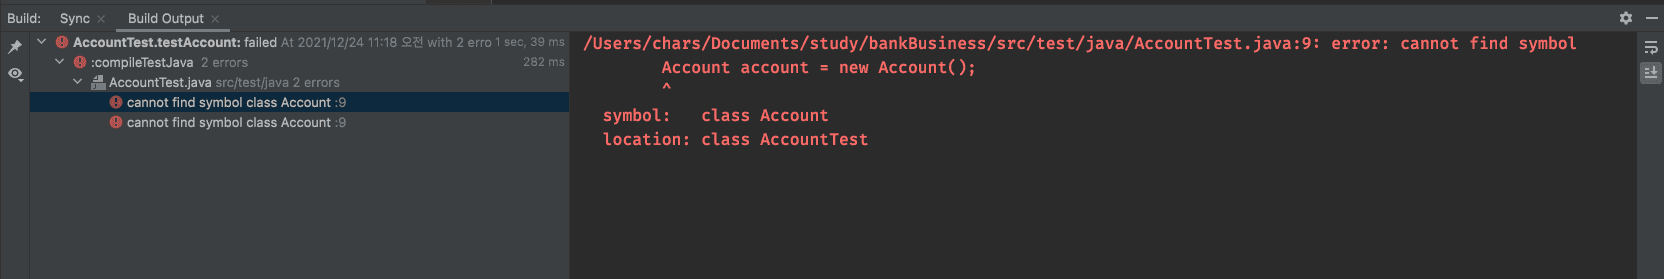 Build: Sync × Build Output ×
AccountTest.testAccount: failed At 2021/12/24 11:18 오전 with 2 erro 1 sec, 39 ms
:compileTestJava 2 errors 282 ms
AccountTest.java src/test/java 2 errors
cannot find symbol class Account :9
cannot find symbol class Account :9
/Users/chars/Documents/study/bankBusiness/src/test/java/AccountTest.java:9: error: cannot find symbol
Account account = new Account();
^
symbol: class Account
location: class AccountTest